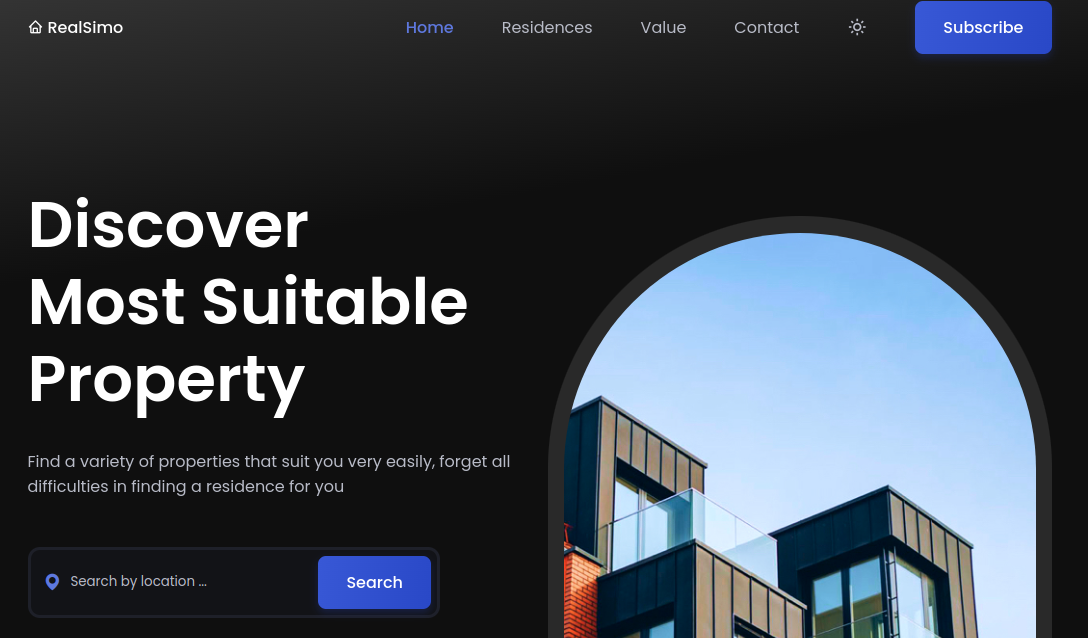 RealSimo
Home
Residences
Value
Contact
Subscribe
Discover
Most Suitable
Property
Find a variety of properties that suit you very easily, forget all
difficulties in finding a residence for you
Search by location ...
Search